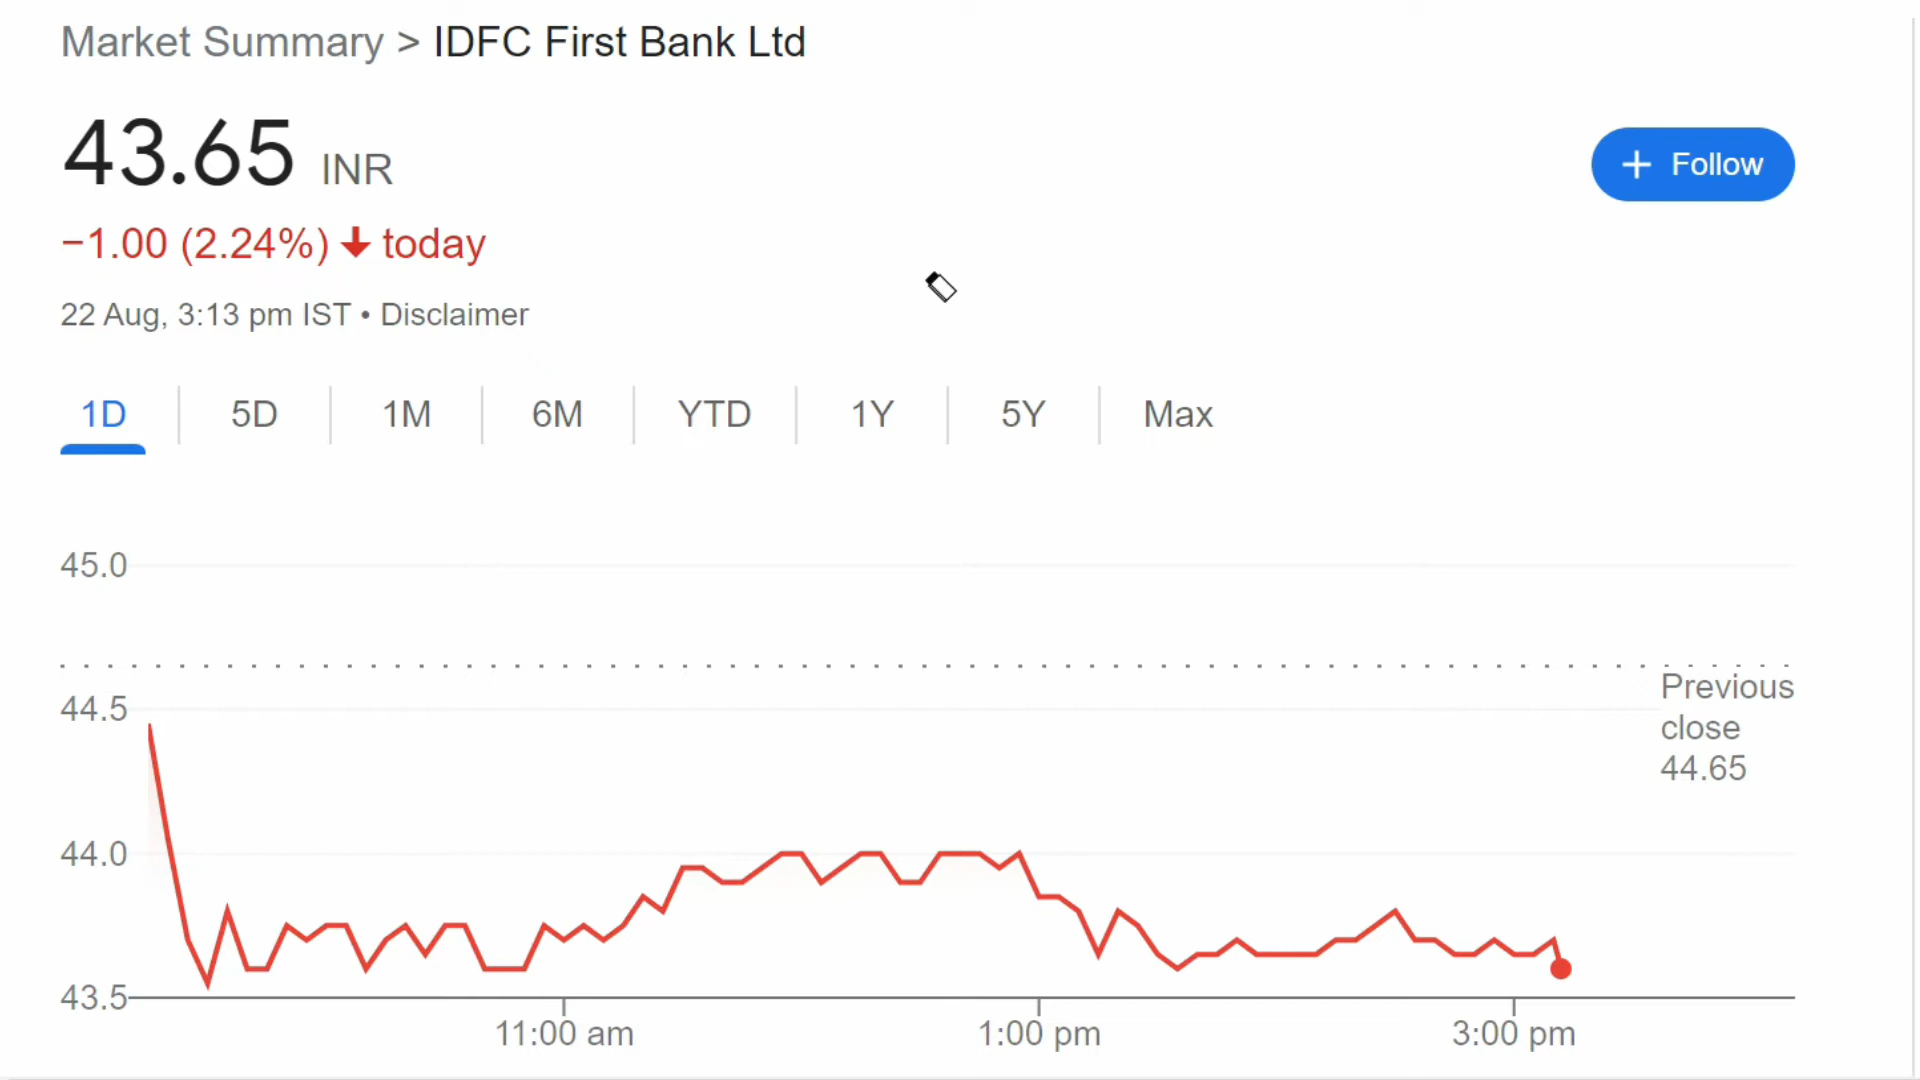 Market Summary > IDFC First Bank Ltd
43.65 INR
+ Follow
−1.00 (2.24%) ↓ today
22 Aug, 3:13 pm IST • Disclaimer
1D 5D 1M 6M YTD 1Y 5Y Max
45.0
44.5
Previous
close
44.65
44.0
43.5
11:00 am 1:00 pm 3:00 pm